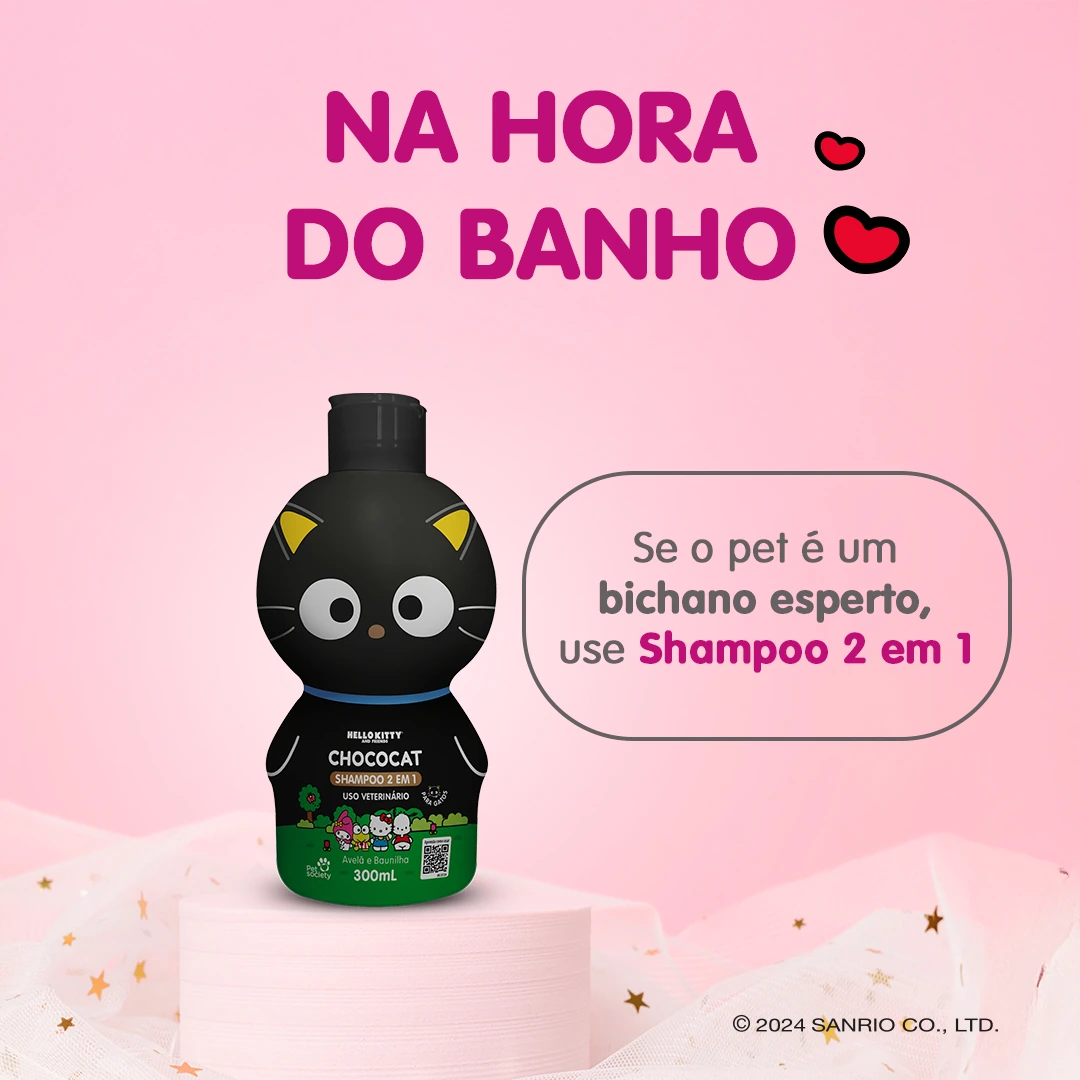 NA HORA
DO BANHO
Se o pet é um
bichano esperto,
use Shampoo 2 em 1
HELLO KITTY
AND FRIENDS
CHOCOCAT
SHAMPOO 2 EM 1
USO VETERINÁRIO
PARA GATOS
Avelã e Baunilha
300mL
Pet
society
© 2024 SANRIO CO., LTD.